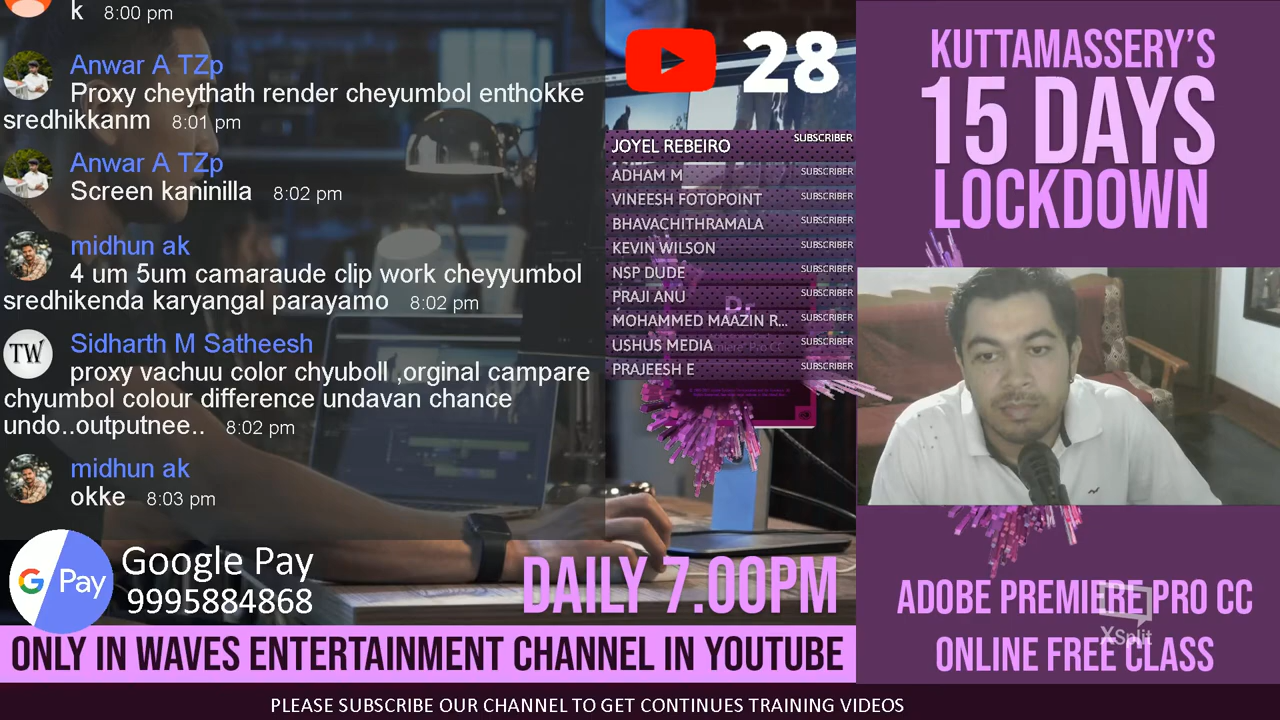 k 8:00 pm
Anwar A TZp
Proxy cheythath render cheyumbol enthokke
sredhikkanm 8:01 pm
Anwar A TZp
Screen kaninilla 8:02 pm
midhun ak
4 um 5um camaraude clip work cheyyumbol
sredhikenda karyangal parayamo 8:02 pm
TW
Sidharth M Satheesh
proxy vachuu color chyuboll ,orginal campare
chyumbol colour difference undavan chance
undo..outputnee.. 8:02 pm
midhun ak
okke 8:03 pm
G Pay
Google Pay
9995884868
28
JOYEL REBEIRO SUBSCRIBER
ADHAM M SUBSCRIBER
VINEESH FOTOPOINT SUBSCRIBER
BHAVACHITHRAMALA SUBSCRIBER
KEVIN WILSON SUBSCRIBER
NSP DUDE SUBSCRIBER
PRAJI ANU SUBSCRIBER
MOHAMMED MAAZIN R... SUBSCRIBER
USHUS MEDIA SUBSCRIBER
PRAJEESH E SUBSCRIBER
DAILY 7.00PM
ONLY IN WAVES ENTERTAINMENT CHANNEL IN YOUTUBE
KUTTAMASSERY'S
15 DAYS
LOCKDOWN
ADOBE PREMIERE PRO CC
XSplit
ONLINE FREE CLASS
PLEASE SUBSCRIBE OUR CHANNEL TO GET CONTINUES TRAINING VIDEOS